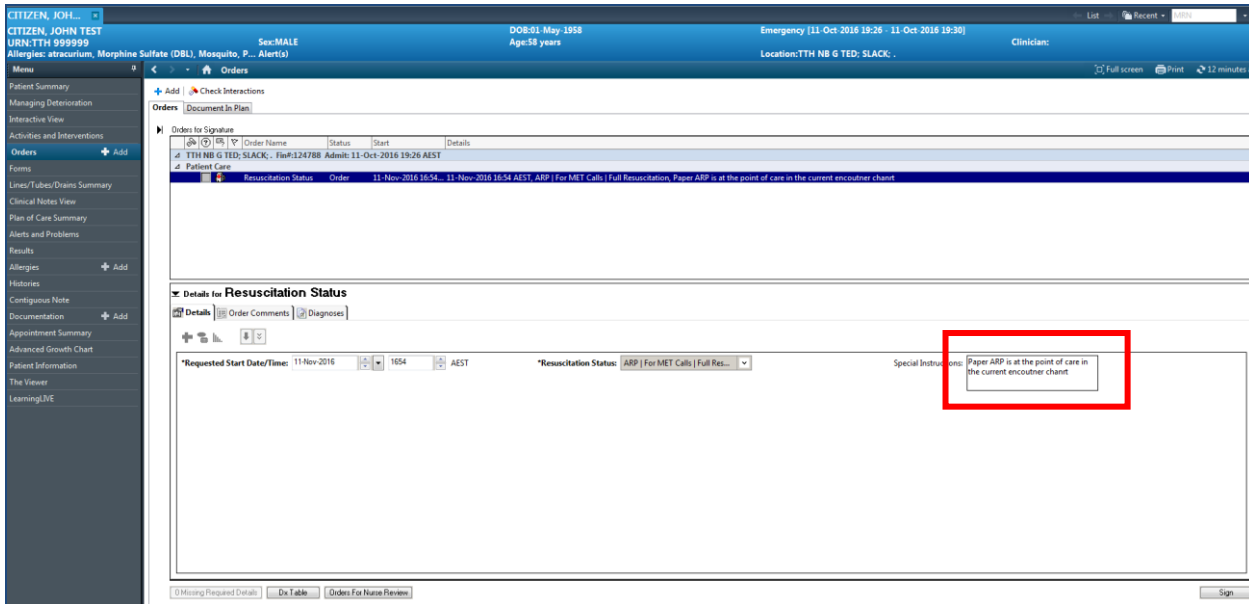 CITIZEN, JOH...
List
Recent
MRN
CITIZEN, JOHN TEST
DOB:01-May-1958
Emergency [11-Oct-2016 19:26 - 11-Oct-2016 19:30]
URN:TTH 999999
Sex:MALE
Age:58 years
Clinician:
Allergies: atracurium, Morphine Sulfate (DBL), Mosquito, P... Alert(s)
Location:TTH NB G TED; SLACK; .
Menu
Orders
Full screen
Print
12 minutes
Patient Summary
Managing Deterioration
Interactive View
Activities and Interventions
Orders + Add
Forms
Lines/Tubes/Drains Summary
Clinical Notes View
Plan of Care Summary
Alerts and Problems
Results
Allergies + Add
Histories
Contiguous Note
Documentation + Add
Appointment Summary
Advanced Growth Chart
Patient Information
The Viewer
LearningLIVE
+ Add | Check Interactions
Orders Document In Plan
Orders for Signature
Order Name Status Start Details
TTH NB G TED; SLACK; . Fin#:124788 Admit: 11-Oct-2016 19:26 AEST
Patient Care
Resuscitation Status Order 11-Nov-2016 16:54... 11-Nov-2016 16:54 AEST, ARP | For MET Calls | Full Resuscitation, Paper ARP is at the point of care in the current encoutner chanrt
Details for Resuscitation Status
Details Order Comments Diagnoses
*Requested Start Date/Time: 11-Nov-2016 1654 AEST
*Resuscitation Status: ARP | For MET Calls | Full Res...
Special Instructions: Paper ARP is at the point of care in
the current encoutner chanrt
0 Missing Required Details Dx Table Orders For Nurse Review Sign